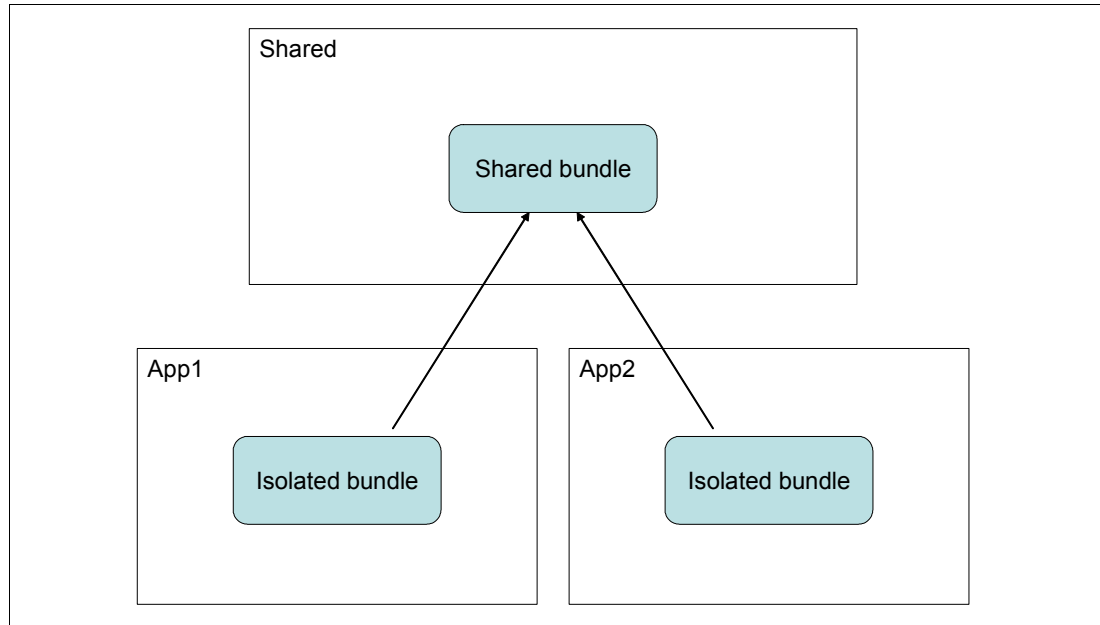 Shared
Shared bundle
App1
App2
Isolated bundle
Isolated bundle